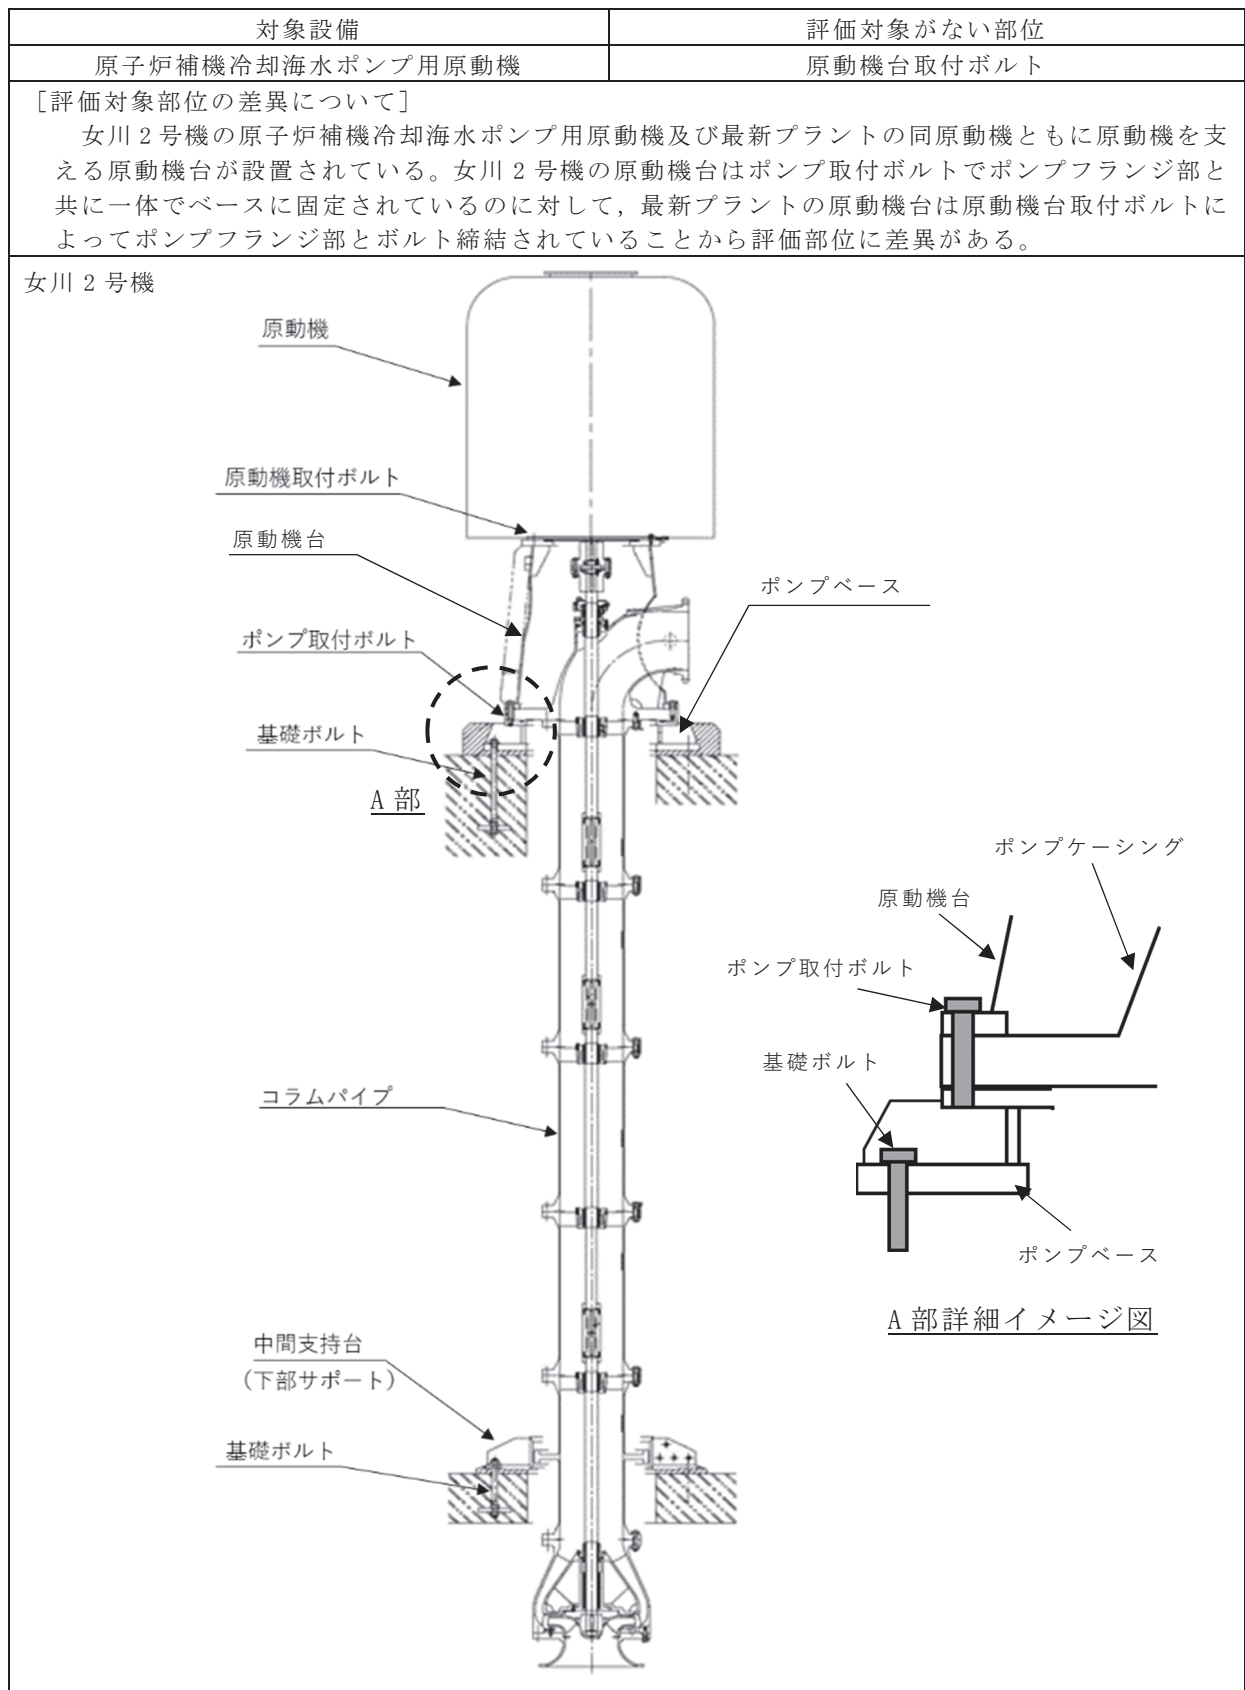 対象設備
評価対象がない部位
原子炉補機冷却海水ポンプ用原動機
原動機台取付ボルト
［評価対象部位の差異について］
女川２号機の原子炉補機冷却海水ポンプ用原動機及び最新プラントの同原動機ともに原動機を支
える原動機台が設置されている。女川２号機の原動機台はポンプ取付ボルトでポンプフランジ部と
共に一体でベースに固定されているのに対して，最新プラントの原動機台は原動機台取付ボルトに
よってポンプフランジ部とボルト締結されていることから評価部位に差異がある。
女川２号機
原動機
原動機取付ボルト
原動機台
ポンプベース
ポンプ取付ボルト
基礎ボルト
A 部
ポンプケーシング
原動機台
ポンプ取付ボルト
基礎ボルト
コラムパイプ
ポンプベース
A 部詳細イメージ図
中間支持台
（下部サポート）
基礎ボルト